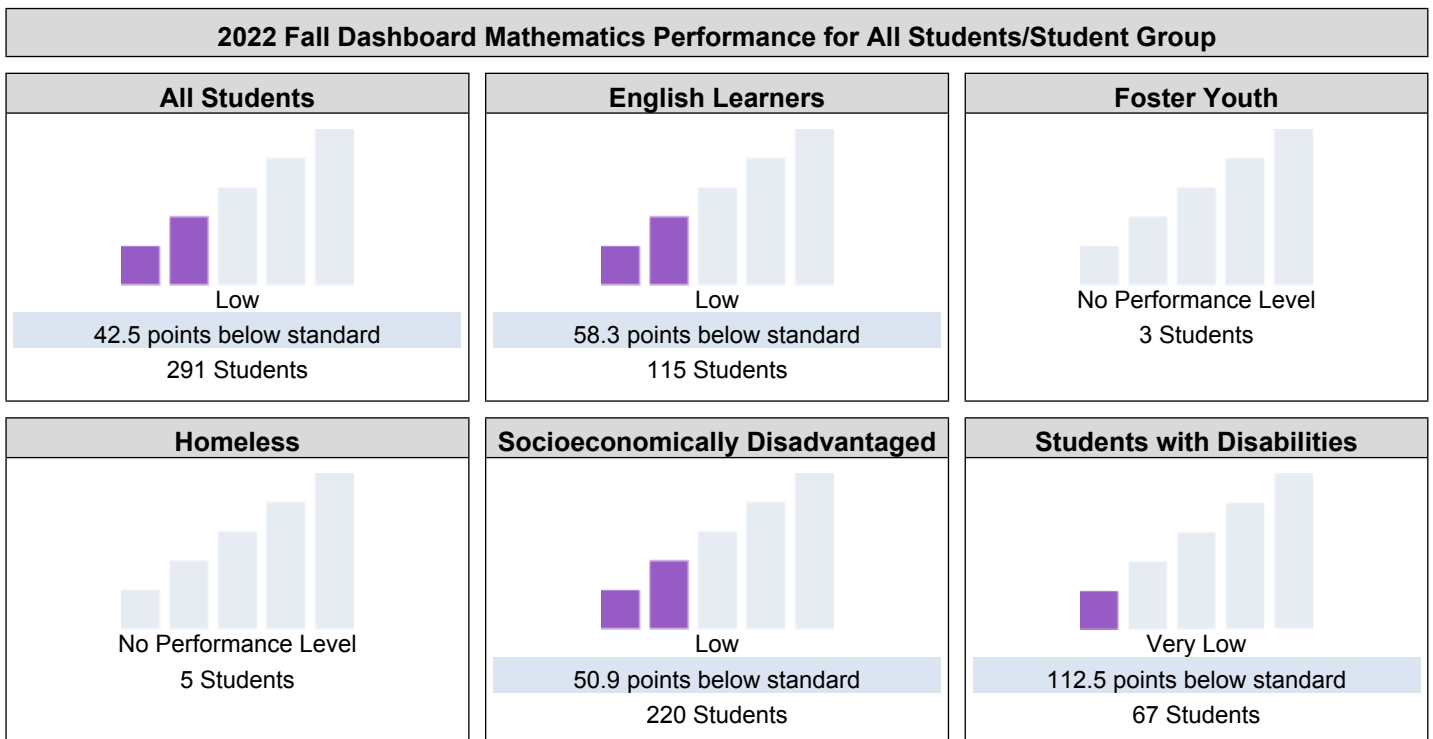 2022 Fall Dashboard Mathematics Performance for All Students/Student Group
All Students
Low
42.5 points below standard
291 Students
English Learners
Low
58.3 points below standard
115 Students
Foster Youth
No Performance Level
3 Students
Homeless
No Performance Level
5 Students
Socioeconomically Disadvantaged
Low
50.9 points below standard
220 Students
Students with Disabilities
Very Low
112.5 points below standard
67 Students